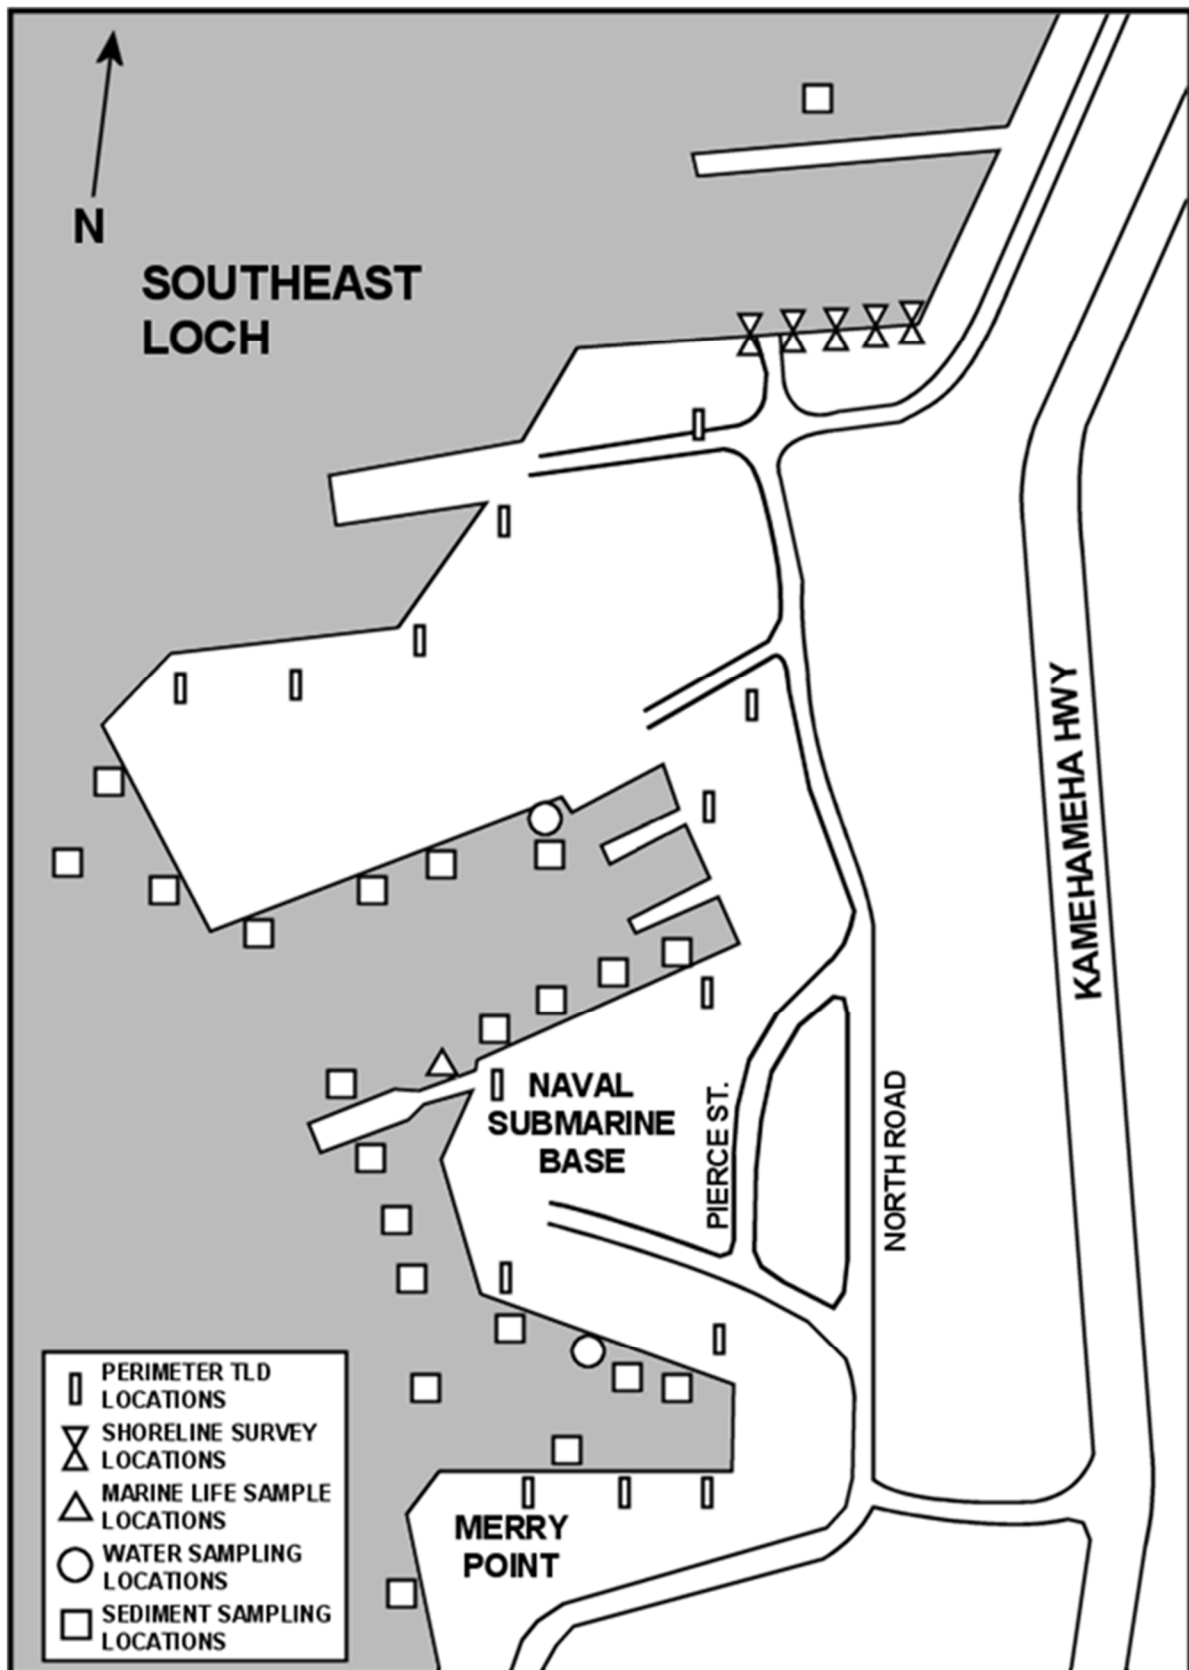 N
SOUTHEAST
LOCH
KAMEHAMEHA HWY
NAVAL
SUBMARINE
BASE
PIERCE ST.
NORTH ROAD
PERIMETER TLD
LOCATIONS
SHORELINE SURVEY
LOCATIONS
MARINE LIFE SAMPLE
LOCATIONS
WATER SAMPLING
LOCATIONS
SEDIMENT SAMPLING
LOCATIONS
MERRY
POINT